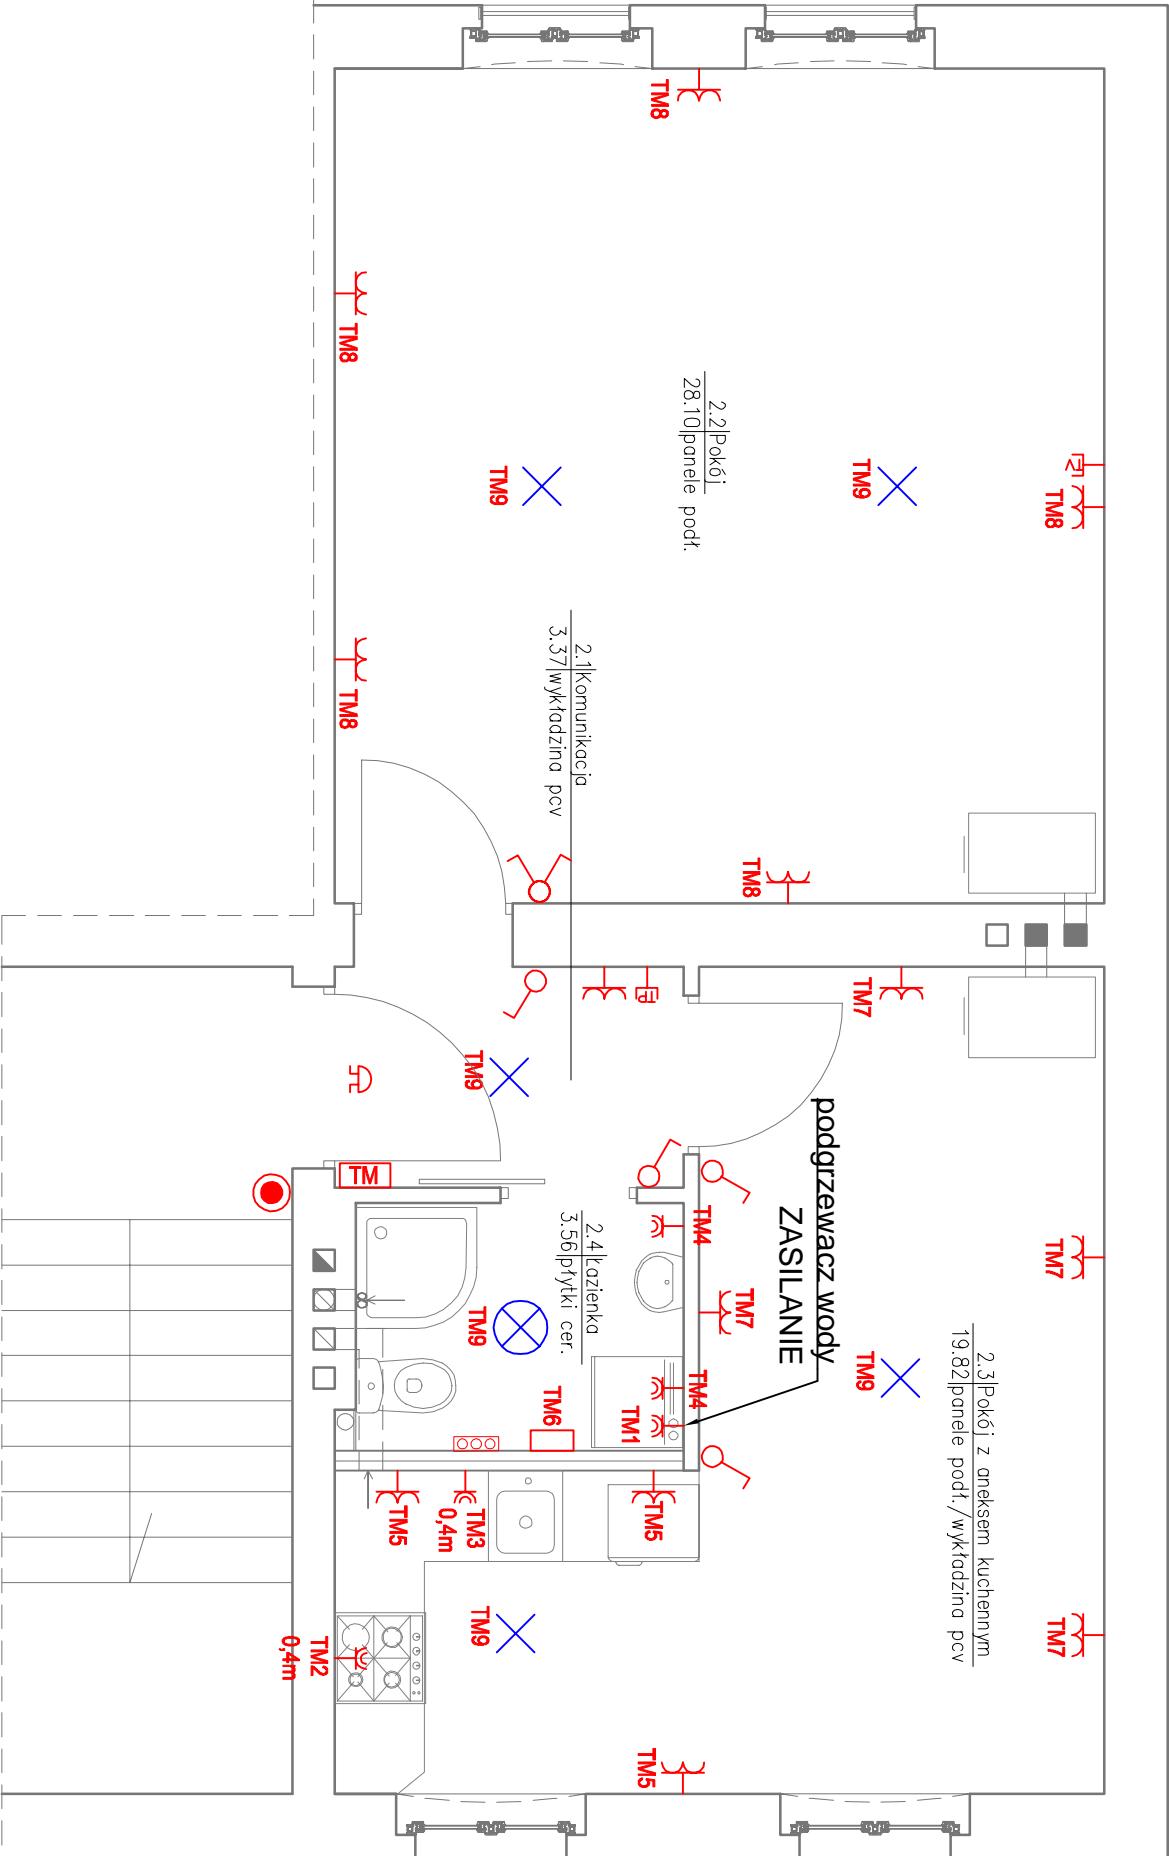 TM8
TM8
2.2 Pokój
28.10 panele podł.
TM9
TM9
TM8
2.1 Komunikacja
3.37 wykładzina pcv
TM8
TM8
TM7
TM9
podgrzewacz wody
ZASILANIE
TM
TM4
2.4 Łazienka
3.56 płytki cer.
TM7
TM7
TM9
TM9
2.3 Pokój z aneksem kuchennym
19.82 panele podł./wykładzina pcv
TM4
TM1
TM6
TM5
TM3
0,4m
TM5
TM9
TM7
TM2
0,4m
TM5